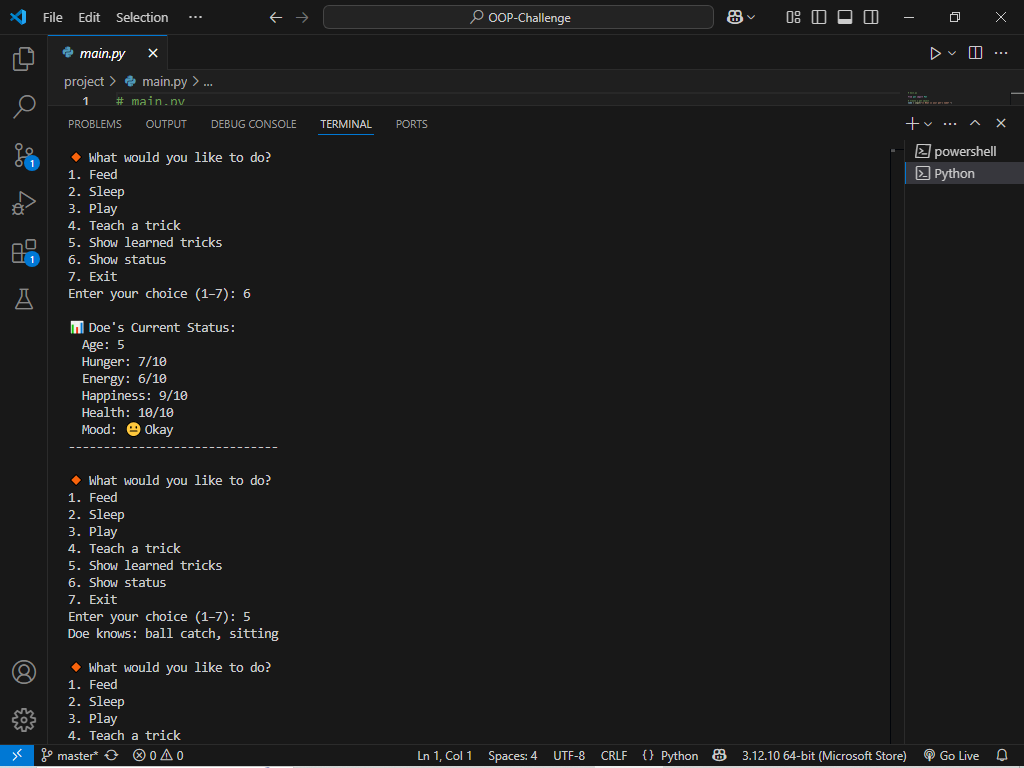 File Edit Selection ··· OOP-Challenge
main.py
project > main.py > ...
1 # main.py
PROBLEMS OUTPUT DEBUG CONSOLE TERMINAL PORTS
powershell
Python
🔸 What would you like to do?
1. Feed
2. Sleep
3. Play
4. Teach a trick
5. Show learned tricks
6. Show status
7. Exit
Enter your choice (1–7): 6
📊 Doe's Current Status:
Age: 5
Hunger: 7/10
Energy: 6/10
Happiness: 9/10
Health: 10/10
Mood: 😐 Okay
------------------------------
🔸 What would you like to do?
1. Feed
2. Sleep
3. Play
4. Teach a trick
5. Show learned tricks
6. Show status
7. Exit
Enter your choice (1–7): 5
Doe knows: ball catch, sitting
🔸 What would you like to do?
1. Feed
2. Sleep
3. Play
4. Teach a trick
1
1
master* 0 0 Ln 1, Col 1 Spaces: 4 UTF-8 CRLF {} Python 3.12.10 64-bit (Microsoft Store) Go Live